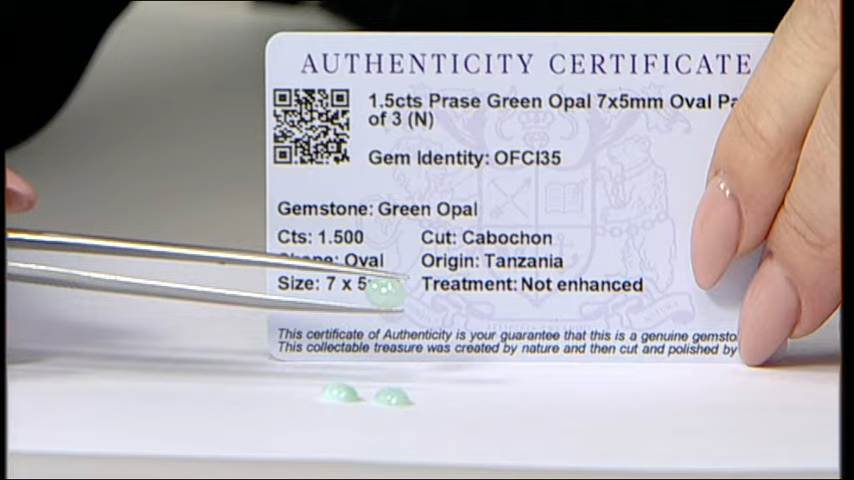 AUTHENTICITY CERTIFICATE
1.5cts Prase Green Opal 7x5mm Oval
of 3 (N)
Gem Identity: OFCI35
Gemstone: Green Opal
Cts: 1.500 Cut: Cabochon
Shape: Oval Origin: Tanzania
Size: 7 x 5 Treatment: Not enhanced
This certificate of Authenticity is your guarantee that this is a genuine
This collectable treasure was created by nature and then cut and polished by